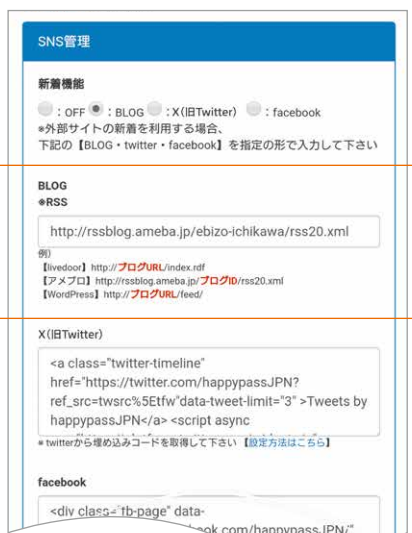 SNS管理
新着機能
: OFF : BLOG : X(旧Twitter) : facebook
※外部サイトの新着を利用する場合、
下記の【BLOG・twitter・facebook】を指定の形で入力して下さい
BLOG
※RSS
http://rssblog.ameba.jp/ebizo-ichikawa/rss20.xml
例)
【livedoor】http://ブログURL/index.rdf
【アメブロ】http://rssblog.ameba.jp/ブログID/rss20.xml
【WordPress】http://ブログURL/feed/
X(旧Twitter)
<a class="twitter-timeline"
href="https://twitter.com/happypassJPN?
ref_src=twsrc%5Etfw"data-tweet-limit="3" >Tweets by
happypassJPN</a> <script async
※twitterから埋め込みコードを取得して下さい 【設定方法はこちら】
facebook
<div class="fb-page" data-
ook.com/happypassJPN/"